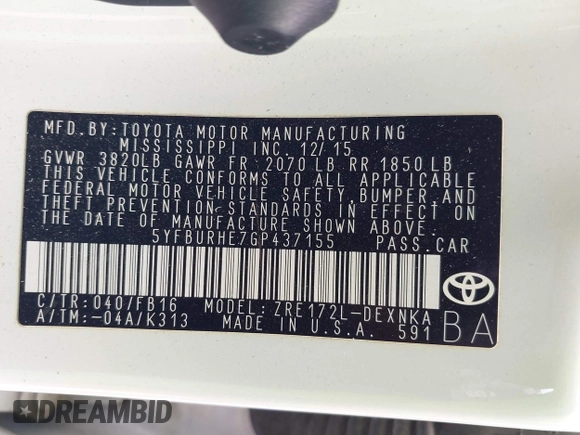 MFD. BY: TOYOTA MOTOR MANUFACTURING
MISSISSIPPI INC. 12/15
GVWR 3820LB GAWR FR 2070 LB RR 1850 LB
THIS VEHICLE CONFORMS TO ALL APPLICABLE
FEDERAL MOTOR VEHICLE SAFETY, BUMPER, AND
THEFT PREVENTION STANDARDS IN EFFECT ON
THE DATE OF MANUFACTURE SHOWN ABOVE.
5YFBURHE7GP437155 PASS. CAR
C/TR: 040/FB16 MODEL: ZRE172L-DEXNKA
A/TM: -04A/K313 MADE IN U.S.A. 591
BA
DREAMBID